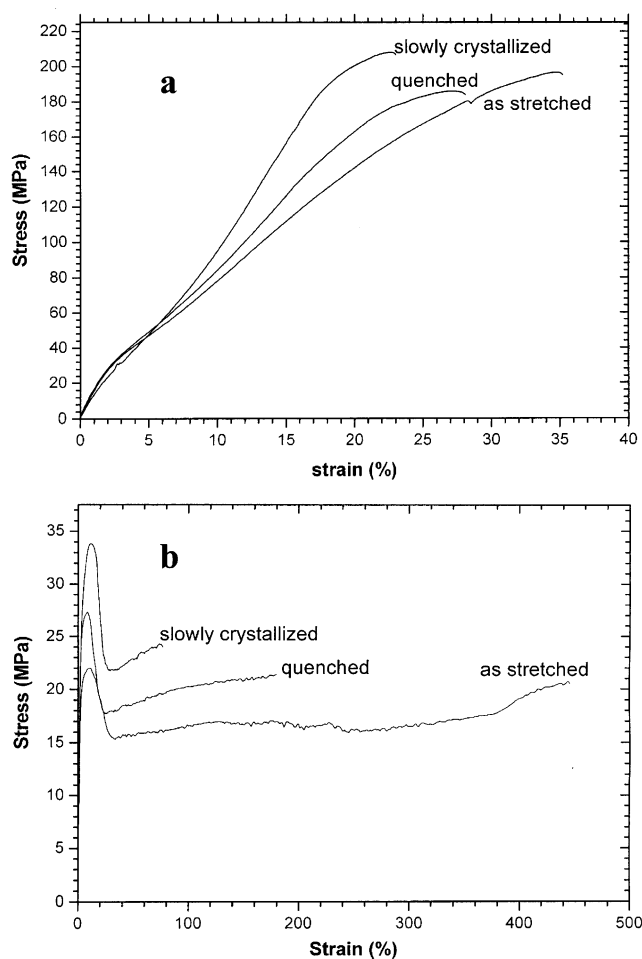 220
200
180
160
140
120
100
80
60
40
20
0
Stress (MPa)
a
slowly crystallized
quenched
as stretched
0 5 10 15 20 25 30 35 40
strain (%)
35
30
25
20
15
10
5
0
Stress (MPa)
b
slowly crystallized
quenched
as stretched
0 100 200 300 400 500
Strain (%)